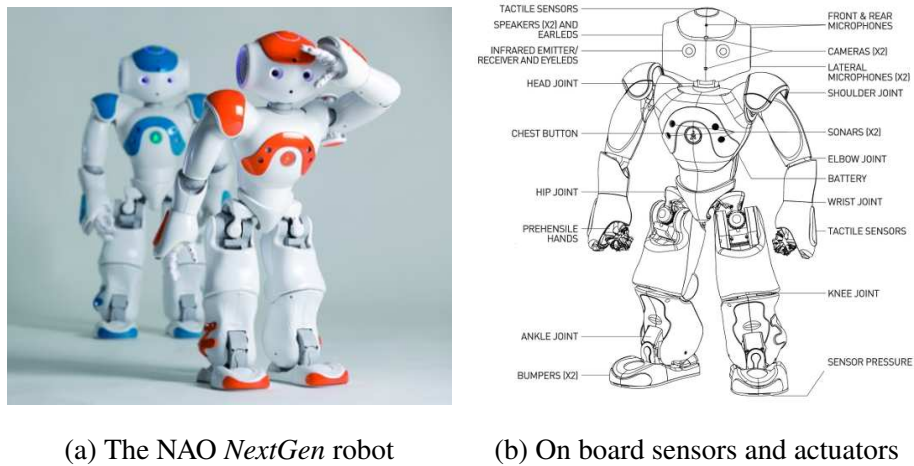 TACTILE SENSORS
SPEAKERS (X2) AND
EARLEDS
INFRARED EMITTER/
RECEIVER AND EYELEDS
HEAD JOINT
CHEST BUTTON
HIP JOINT
PREHENSILE
HANDS
ANKLE JOINT
BUMPERS (X2)
FRONT & REAR
MICROPHONES
CAMERAS (X2)
LATERAL
MICROPHONES (X2)
SHOULDER JOINT
SONARS (X2)
ELBOW JOINT
BATTERY
WRIST JOINT
TACTILE SENSORS
KNEE JOINT
SENSOR PRESSURE
(a) The NAO NextGen robot
(b) On board sensors and actuators